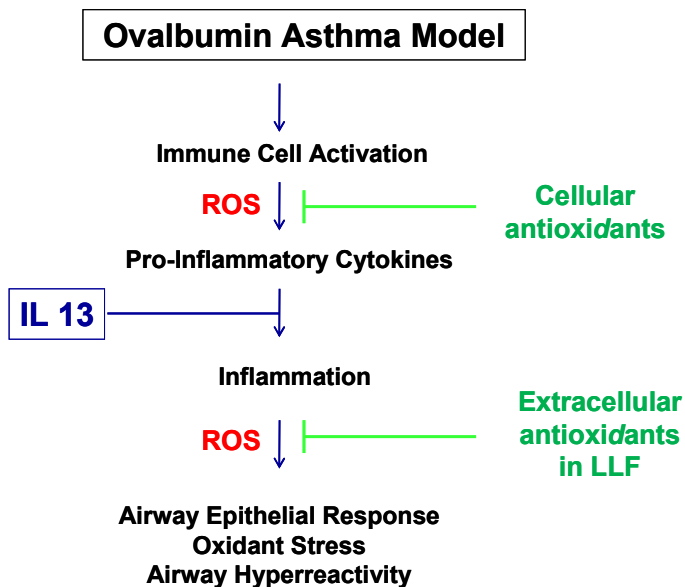 Ovalbumin Asthma Model
Immune Cell Activation
ROS
Cellular
antioxidants
Pro-Inflammatory Cytokines
IL 13
Inflammation
ROS
Extracellular
antioxidants
in LLF
Airway Epithelial Response
Oxidant Stress
Airway Hyperreactivity